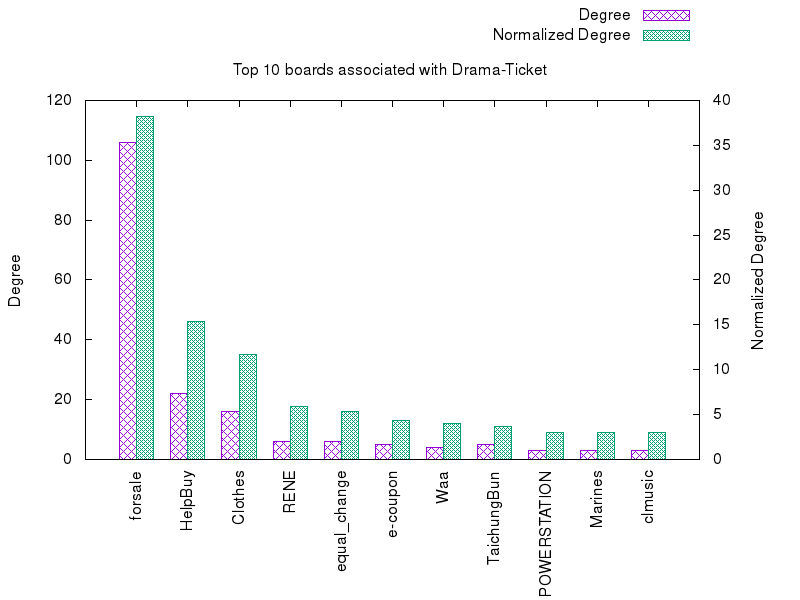 Degree
Normalized Degree
Top 10 boards associated with Drama-Ticket
120
100
80
60
40
20
0
40
35
30
25
20
15
10
5
0
Degree
Normalized Degree
forsale
HelpBuy
Clothes
RENE
equal_change
e-coupon
Waa
TaichungBun
POWERSTATION
Marines
clmusic